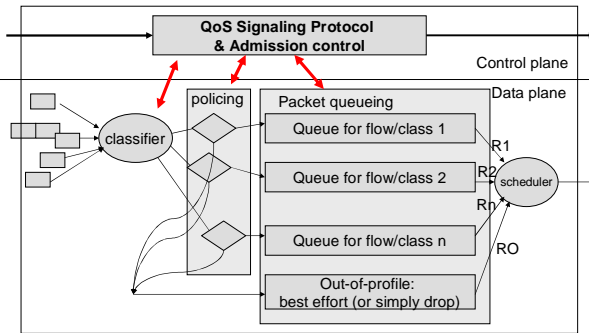 QoS Signaling Protocol
& Admission control
Control plane
Data plane
policing
Packet queueing
classifier
Queue for flow/class 1
R1
Queue for flow/class 2
R2
scheduler
Rn
Queue for flow/class n
RO
Out-of-profile:
best effort (or simply drop)